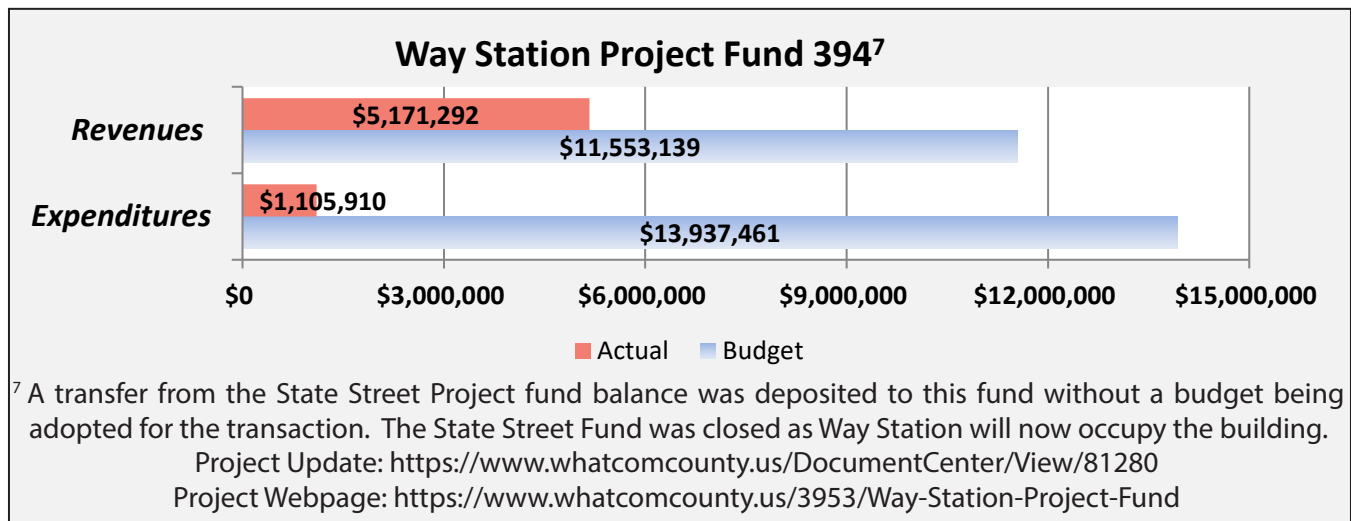 Way Station Project Fund 394⁷
Revenues
$5,171,292
$11,553,139
Expenditures
$1,105,910
$13,937,461
$0 $3,000,000 $6,000,000 $9,000,000 $12,000,000 $15,000,000
Actual Budget
⁷ A transfer from the State Street Project fund balance was deposited to this fund without a budget being
adopted for the transaction. The State Street Fund was closed as Way Station will now occupy the building.
Project Update: https://www.whatcomcounty.us/DocumentCenter/View/81280
Project Webpage: https://www.whatcomcounty.us/3953/Way-Station-Project-Fund